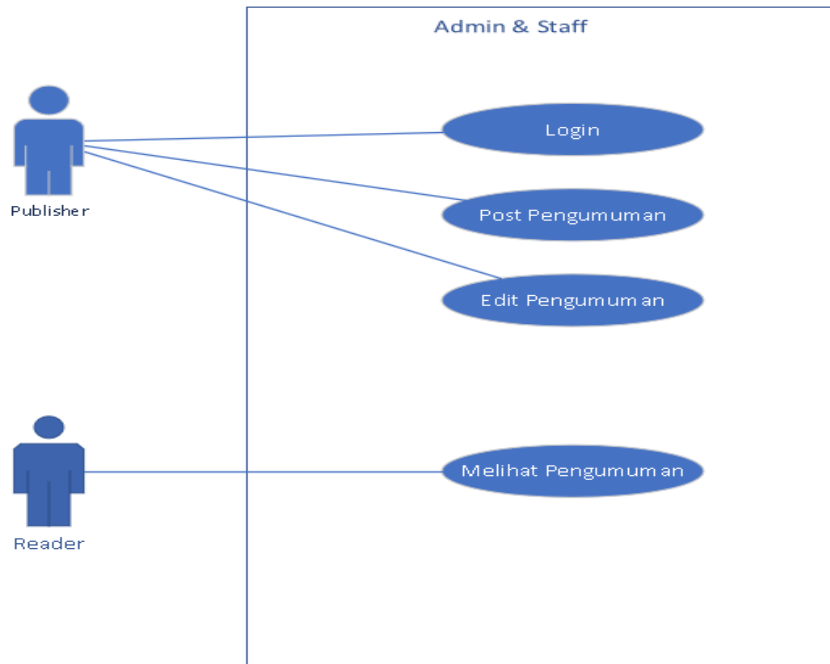 Admin & Staff
Login
Publisher
Post Pengumuman
Edit Pengumuman
Melihat Pengumuman
Reader